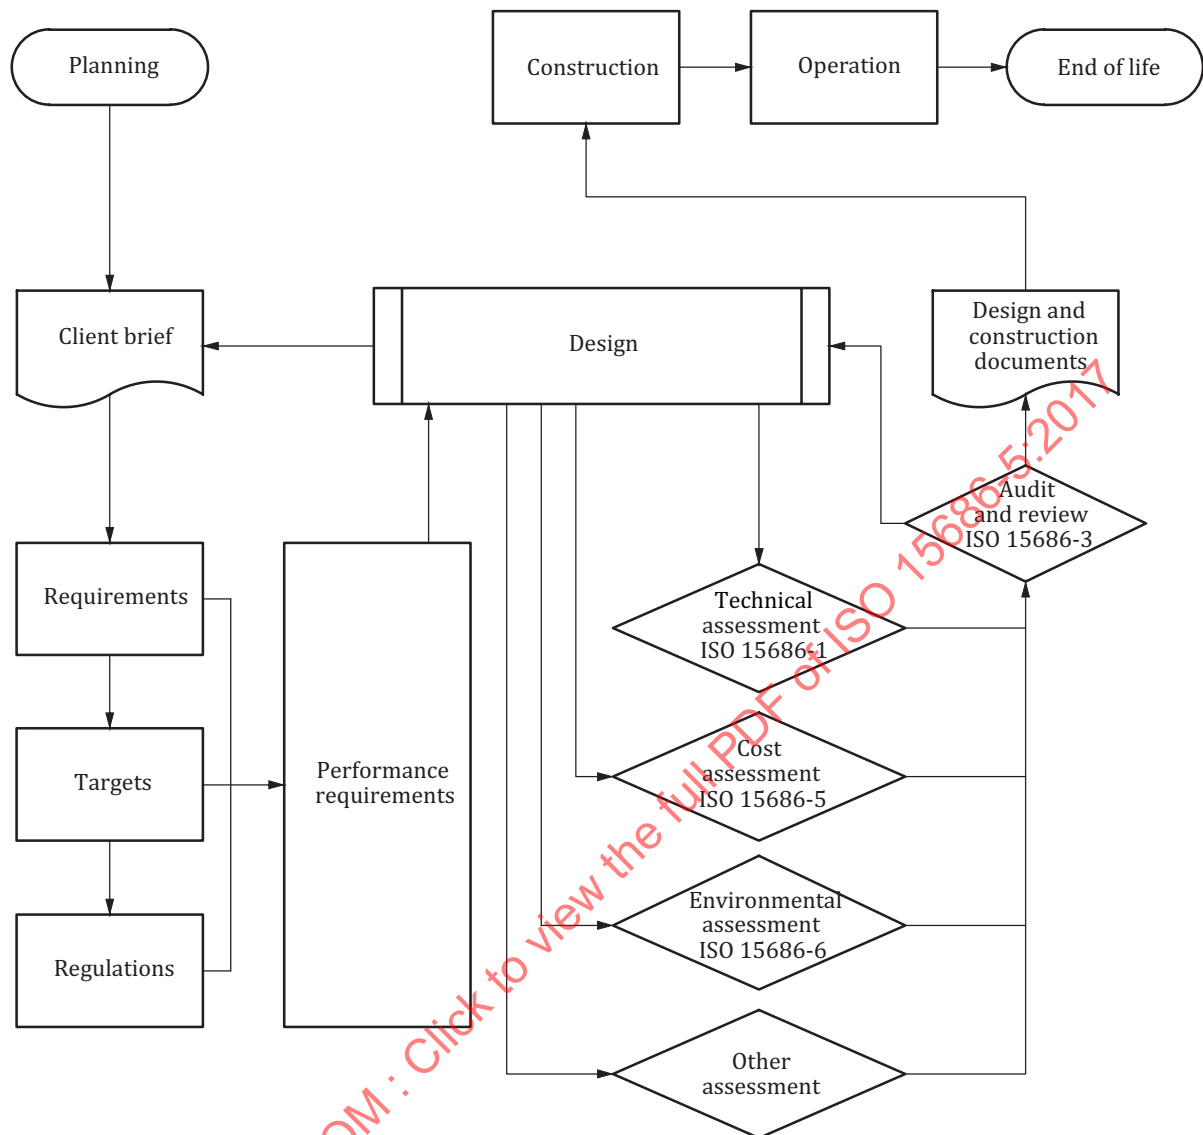 Planning
Construction
Operation
End of life
Client brief
Design
Design and
construction
documents
Audit
and review
ISO 15686-3
Requirements
Technical
assessment
ISO 15686-1
Targets
Performance
requirements
Cost
assessment
ISO 15686-5
Environmental
assessment
ISO 15686-6
Regulations
Other
assessment
OM : Click to view the full PDF of ISO 15686-5:2017